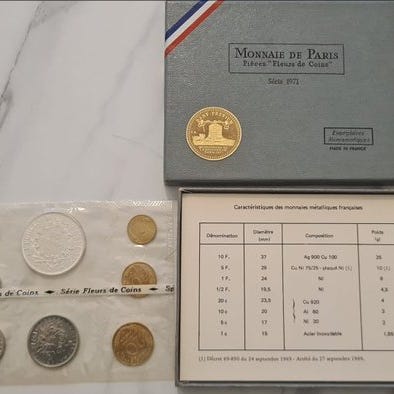 MONNAIE DE PARIS
Pièces "Fleurs de Coins"
Série 1971
Exemplaires
Numismatiques
MADE IN FRANCE
Caractéristiques des monnaies métalliques françaises
Dénomination Diamètre (mm) Composition Poids (g)
10 F. 37 Ag 900 Cu 100 25
5 F. 29 Cu Ni 75/25 - plaqué Ni (1) 10 (1)
1 F. 24 Ni 6
1/2 F. 19,5 Ni 4,5
20 c 23,5 Cu 920 4
10 c 20 Al 60 3
5 c Ni 20 2
1 c 15 Acier inoxydable 1,65
(1) Décret 69-890 du 24 septembre 1969 - Arrêté du 27 septembre 1969.
s de Coins Série Fleurs de Coins